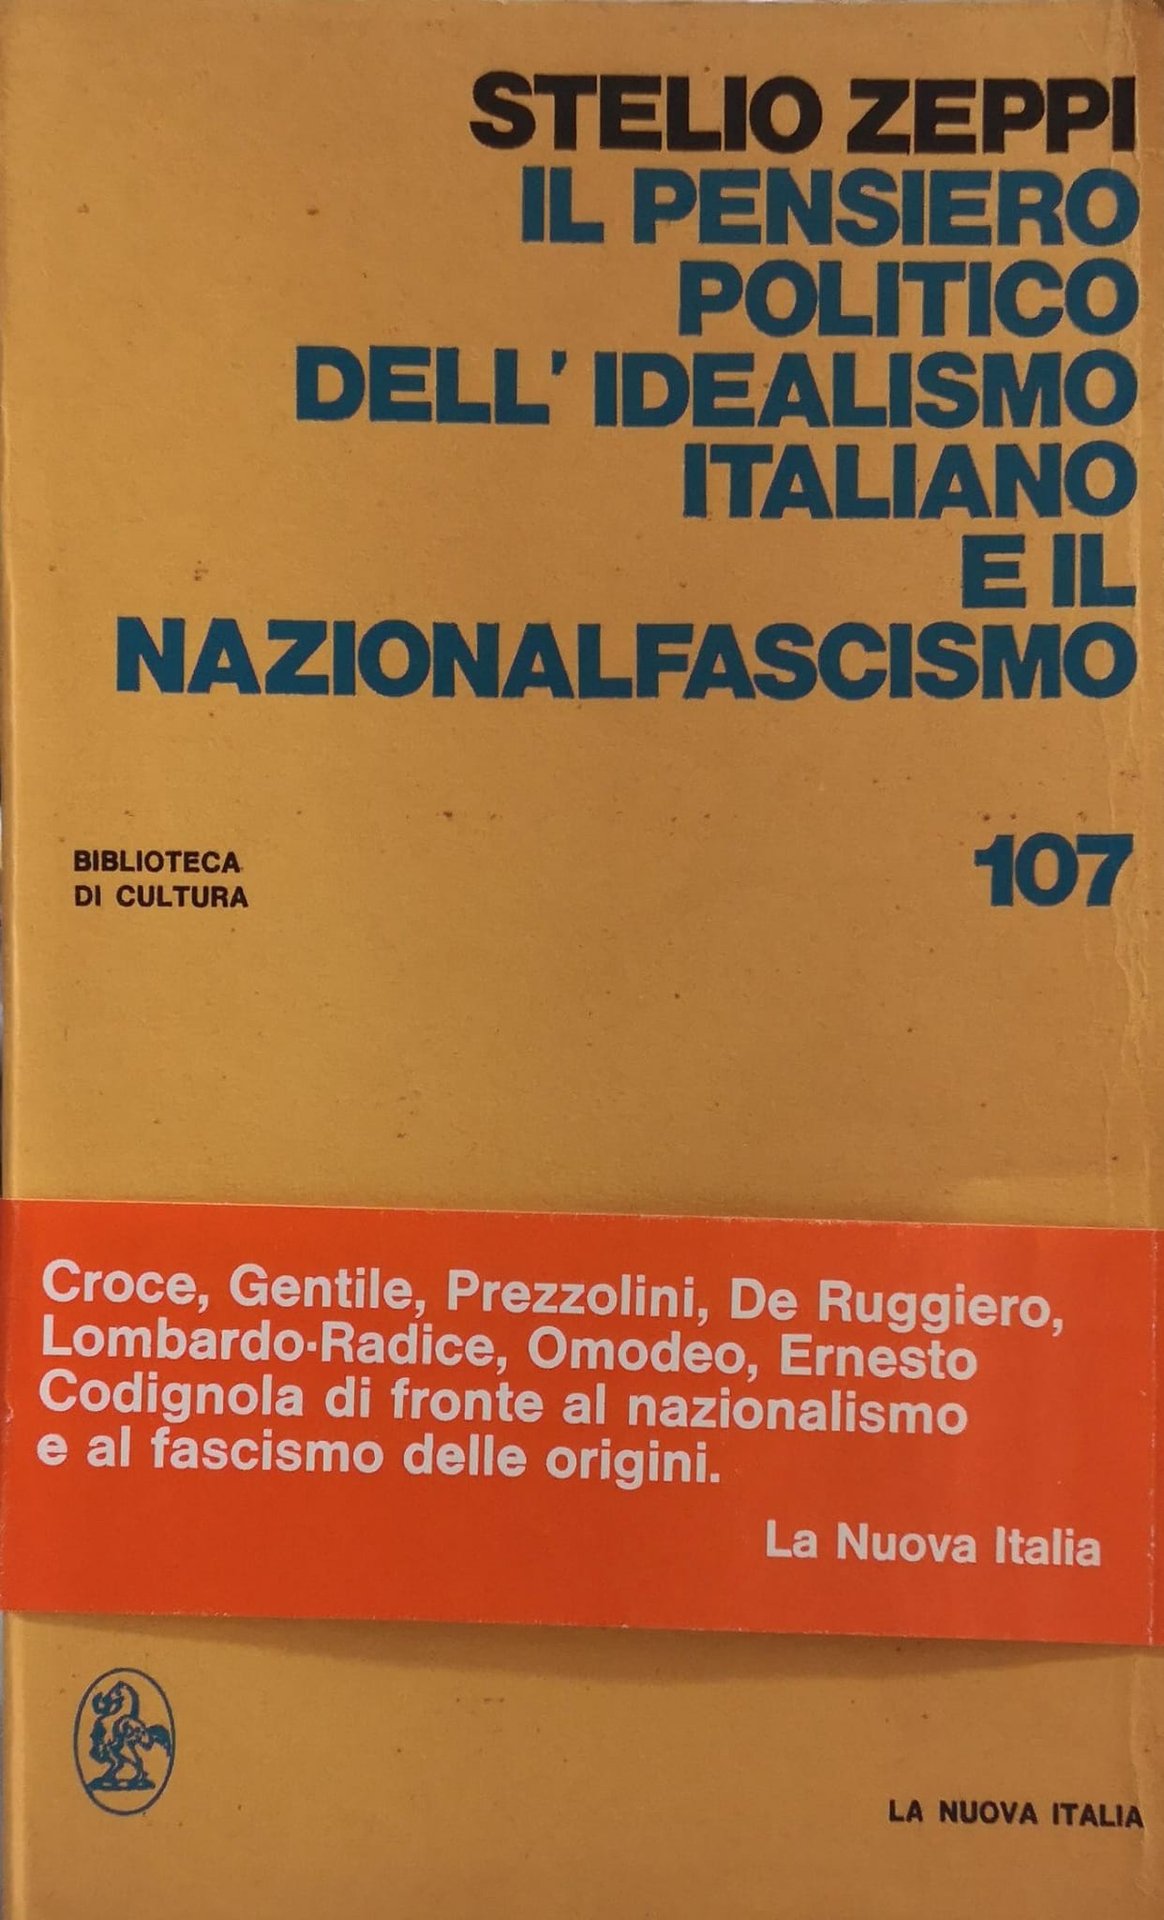 STELIO ZEPPI
IL PENSIERO
POLITICO
DELL'IDEALISMO
ITALIANO
E IL
NAZIONALFASCISMO
BIBLIOTECA
DI CULTURA
107
Croce, Gentile, Prezzolini, De Ruggiero,
Lombardo-Radice, Omodeo, Ernesto
Codignola di fronte al nazionalismo
e al fascismo delle origini.
La Nuova Italia
LA NUOVA ITALIA